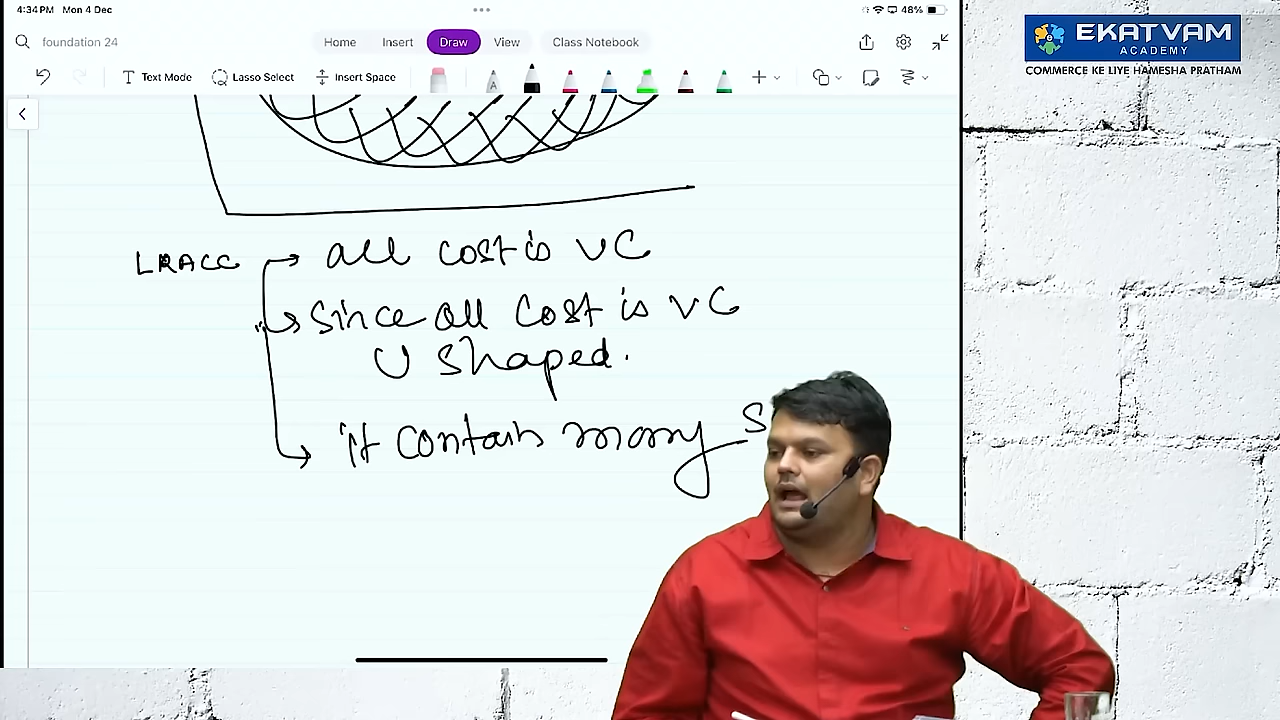 4:34 PM Mon 4 Dec
48%
foundation 24
Home Insert Draw View Class Notebook
Text Mode Lasso Select Insert Space
EKATVAM
ACADEMY
COMMERCE KE LIYE HAMESHA PRATHAM
LRACC → all cost is VC
→ Since all cost is VC
U shaped.
→ it contain many S